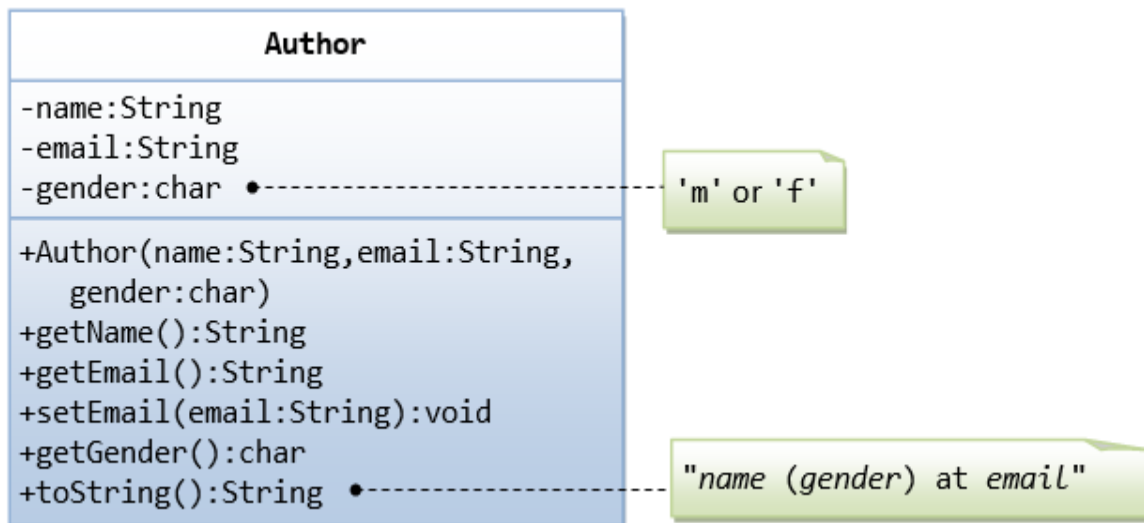 Author
-name:String
-email:String
-gender:char
'm' or 'f'
+Author(name:String,email:String,
gender:char)
+getName():String
+getEmail():String
+setEmail(email:String):void
+getGender():char
+toString():String
"name (gender) at email"